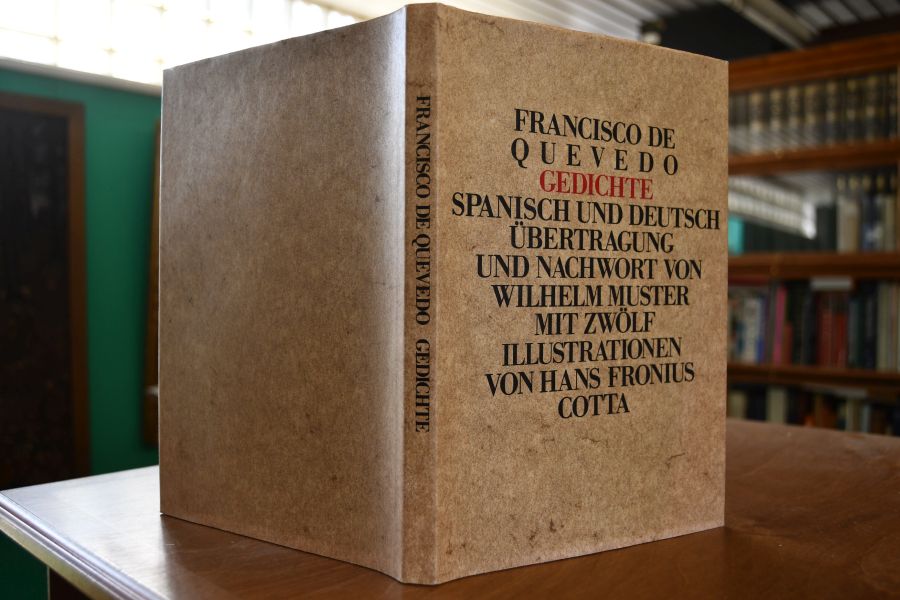 FRANCISCO DE QUEVEDO GEDICHTE
FRANCISCO DE
QUEVEDO
GEDICHTE
SPANISCH UND DEUTSCH
ÜBERTRAGUNG
UND NACHWORT VON
WILHELM MUSTER
MIT ZWÖLF
ILLUSTRATIONEN
VON HANS FRONIUS
COTTA